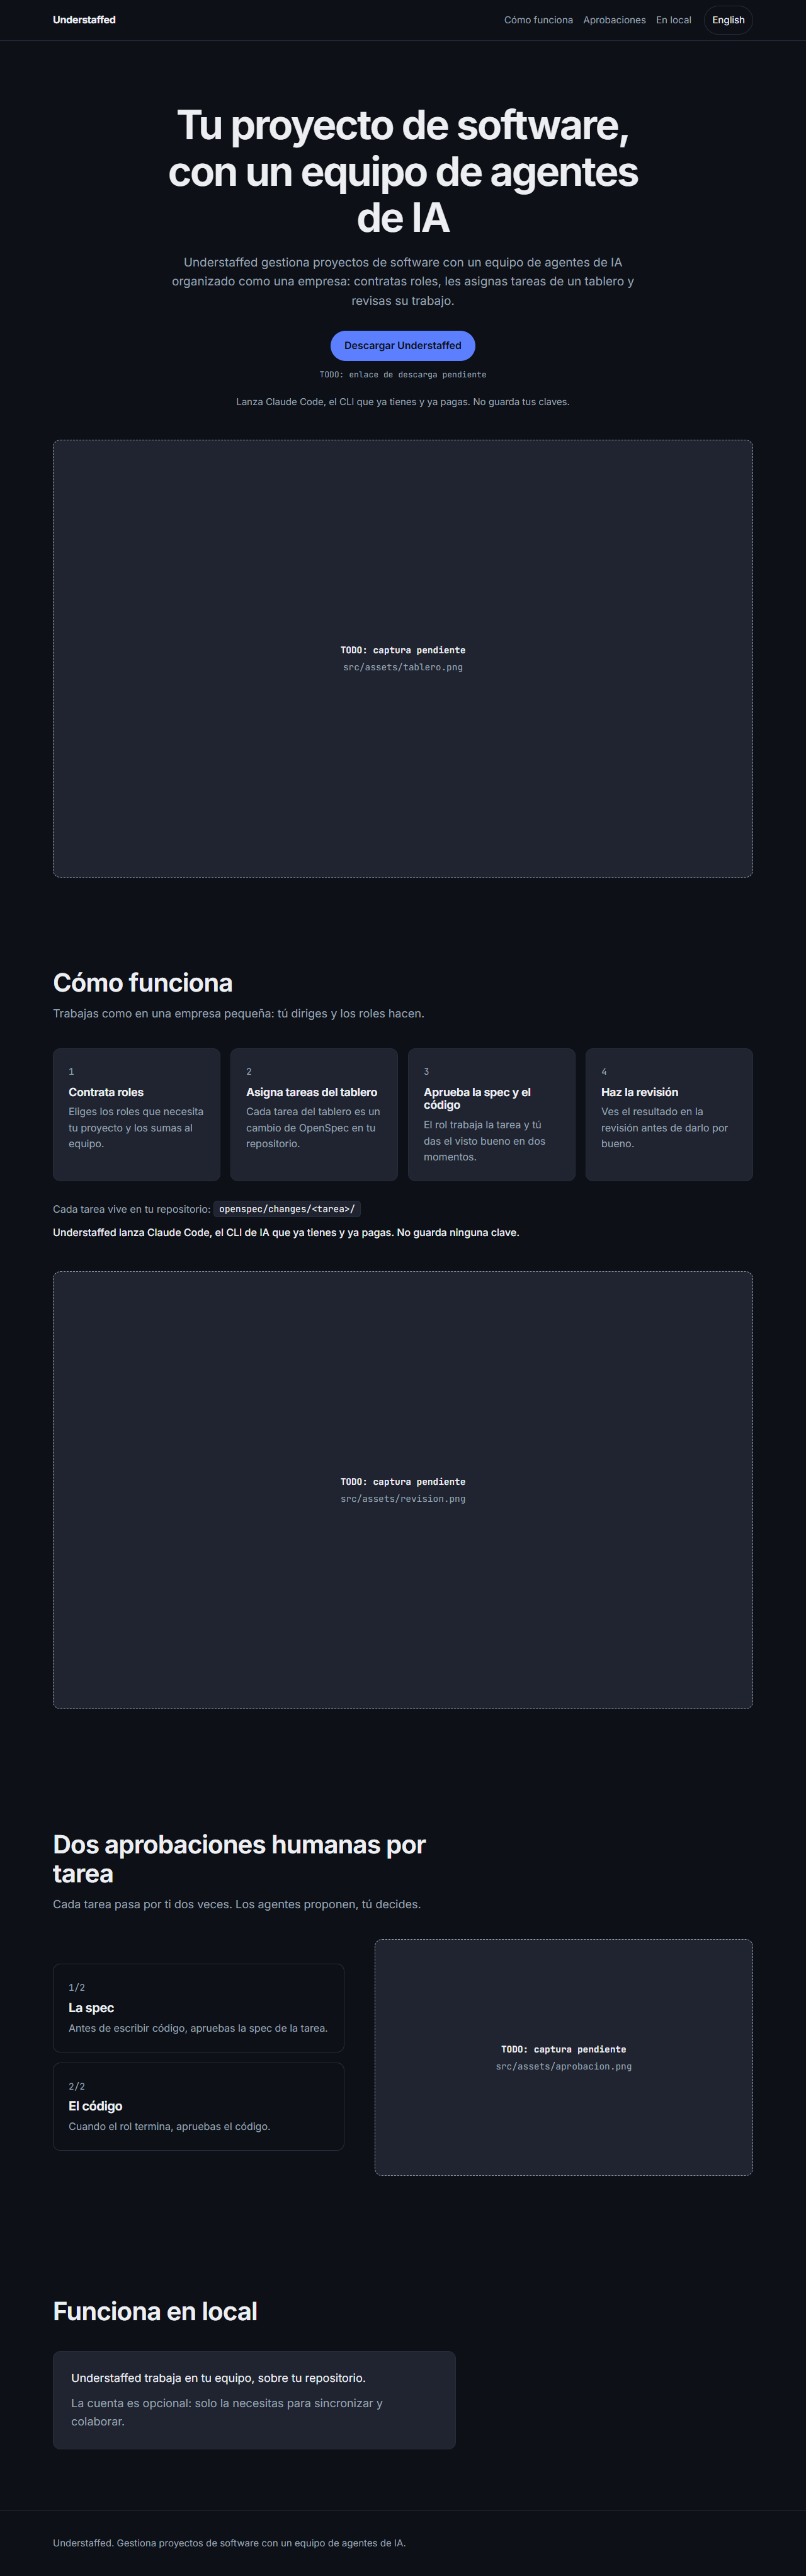 Understaffed
Cómo funciona
Aprobaciones
En local
English
Tu proyecto de software,
con un equipo de agentes
de IA
Understaffed gestiona proyectos de software con un equipo de agentes de IA
organizado como una empresa: contratas roles, les asignas tareas de un tablero y
revisas su trabajo.
Descargar Understaffed
TODO: enlace de descarga pendiente
Lanza Claude Code, el CLI que ya tienes y ya pagas. No guarda tus claves.
TODO: captura pendiente
src/assets/tablero.png
Cómo funciona
Trabajas como en una empresa pequeña: tú diriges y los roles hacen.
1
Contrata roles
Eliges los roles que necesita
tu proyecto y los sumas al
equipo.
2
Asigna tareas del tablero
Cada tarea del tablero es un
cambio de OpenSpec en tu
repositorio.
3
Aprueba la spec y el
código
El rol trabaja la tarea y tú
das el visto bueno en dos
momentos.
4
Haz la revisión
Ves el resultado en la
revisión antes de darlo por
bueno.
Cada tarea vive en tu repositorio: openspec/changes/<tarea>/
Understaffed lanza Claude Code, el CLI de IA que ya tienes y ya pagas. No guarda ninguna clave.
TODO: captura pendiente
src/assets/revision.png
Dos aprobaciones humanas por
tarea
Cada tarea pasa por ti dos veces. Los agentes proponen, tú decides.
1/2
La spec
Antes de escribir código, apruebas la spec de la tarea.
2/2
El código
Cuando el rol termina, apruebas el código.
TODO: captura pendiente
src/assets/aprobacion.png
Funciona en local
Understaffed trabaja en tu equipo, sobre tu repositorio.
La cuenta es opcional: solo la necesitas para sincronizar y
colaborar.
Understaffed. Gestiona proyectos de software con un equipo de agentes de IA.